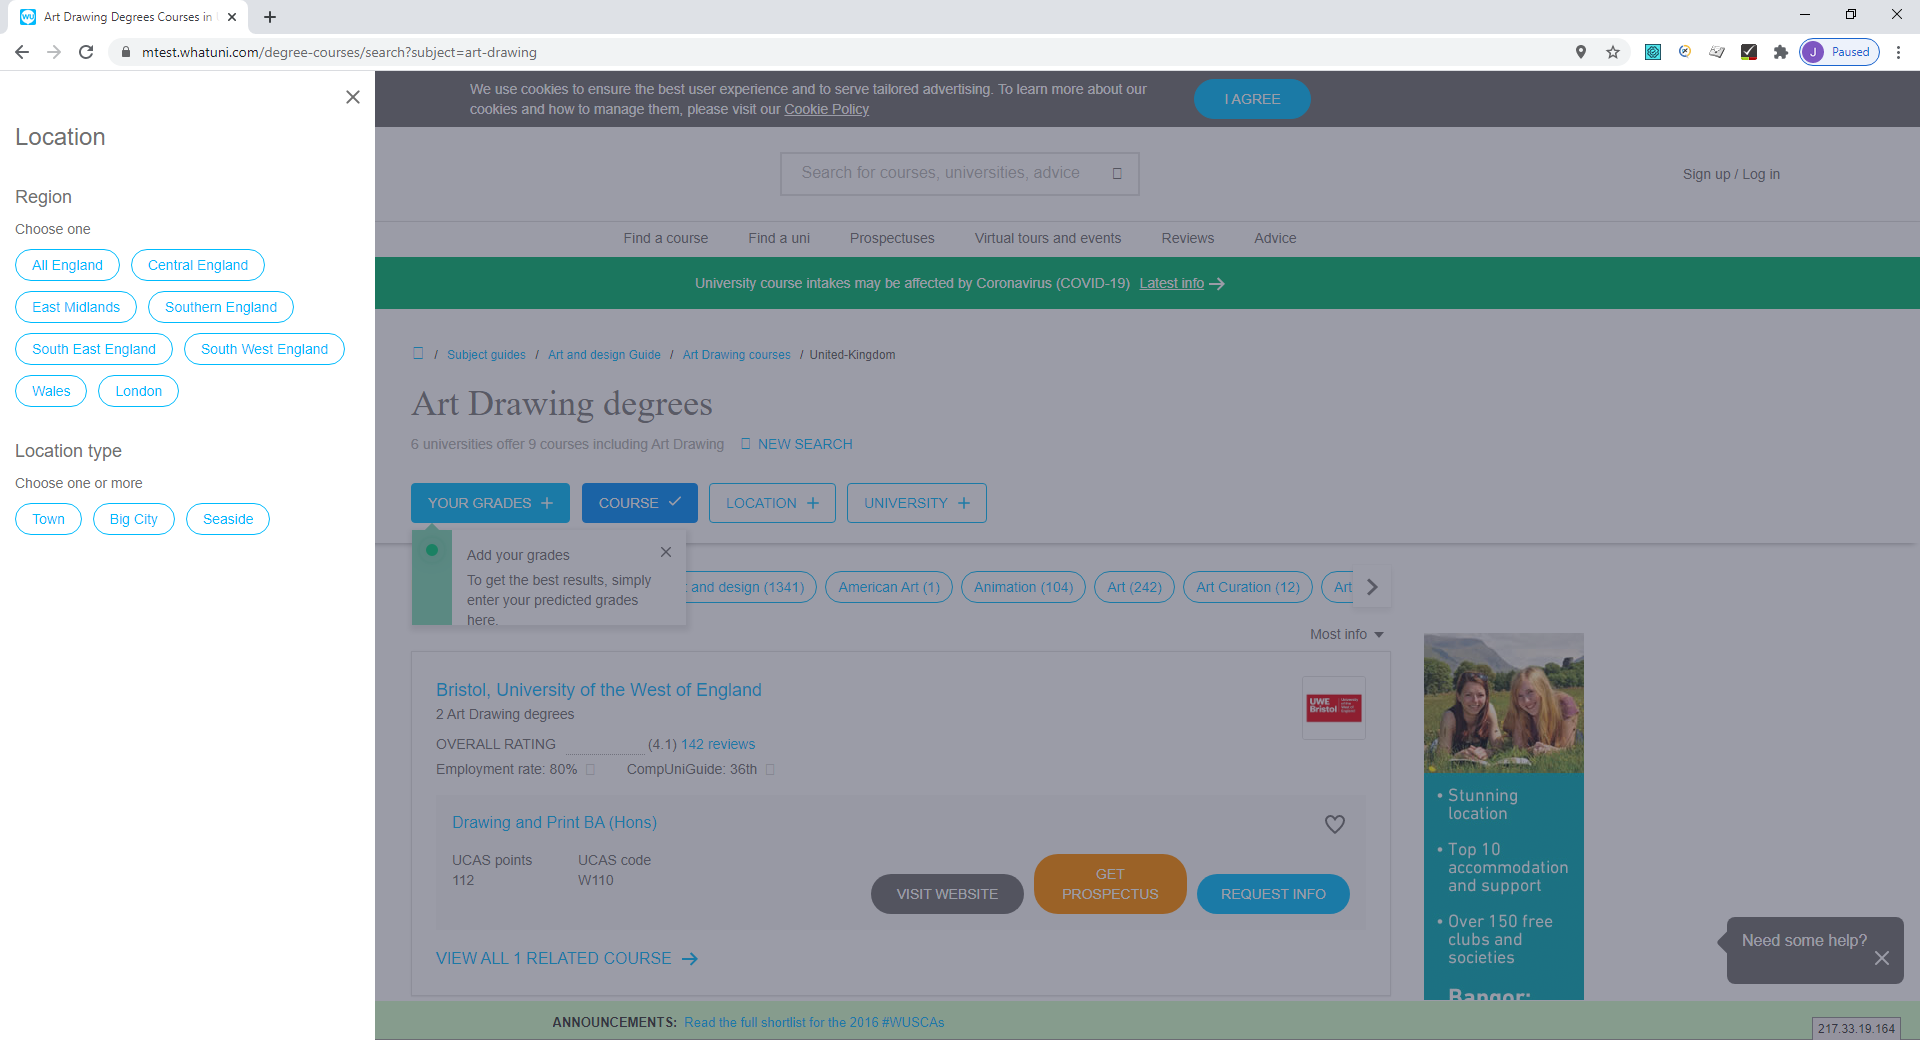 Art Drawing Degrees Courses in
mtest.whatuni.com/degree-courses/search?subject=art-drawing
J Paused
Location
Region
Choose one
All England
Central England
East Midlands
Southern England
South East England
South West England
Wales
London
Location type
Choose one or more
Town
Big City
Seaside
We use cookies to ensure the best user experience and to serve tailored advertising. To learn more about our
cookies and how to manage them, please visit our Cookie Policy
I AGREE
Search for courses, universities, advice
Sign up / Log in
Find a course
Find a uni
Prospectuses
Virtual tours and events
Reviews
Advice
University course intakes may be affected by Coronavirus (COVID-19) Latest info
/ Subject guides / Art and design Guide / Art Drawing courses / United-Kingdom
Art Drawing degrees
6 universities offer 9 courses including Art Drawing
NEW SEARCH
YOUR GRADES
COURSE
LOCATION
UNIVERSITY
Add your grades
To get the best results, simply
enter your predicted grades
here.
and design (1341)
American Art (1)
Animation (104)
Art (242)
Art Curation (12)
Art
Most info
Bristol, University of the West of England
2 Art Drawing degrees
OVERALL RATING (4.1) 142 reviews
Employment rate: 80%
CompUniGuide: 36th
UWE
Bristol
Drawing and Print BA (Hons)
UCAS points
112
UCAS code
W110
VISIT WEBSITE
GET
PROSPECTUS
REQUEST INFO
VIEW ALL 1 RELATED COURSE
• Stunning
location
• Top 10
accommodation
and support
• Over 150 free
clubs and
societies
Bangor:
Need some help?
ANNOUNCEMENTS: Read the full shortlist for the 2016 #WUSCAs
217.33.19.164